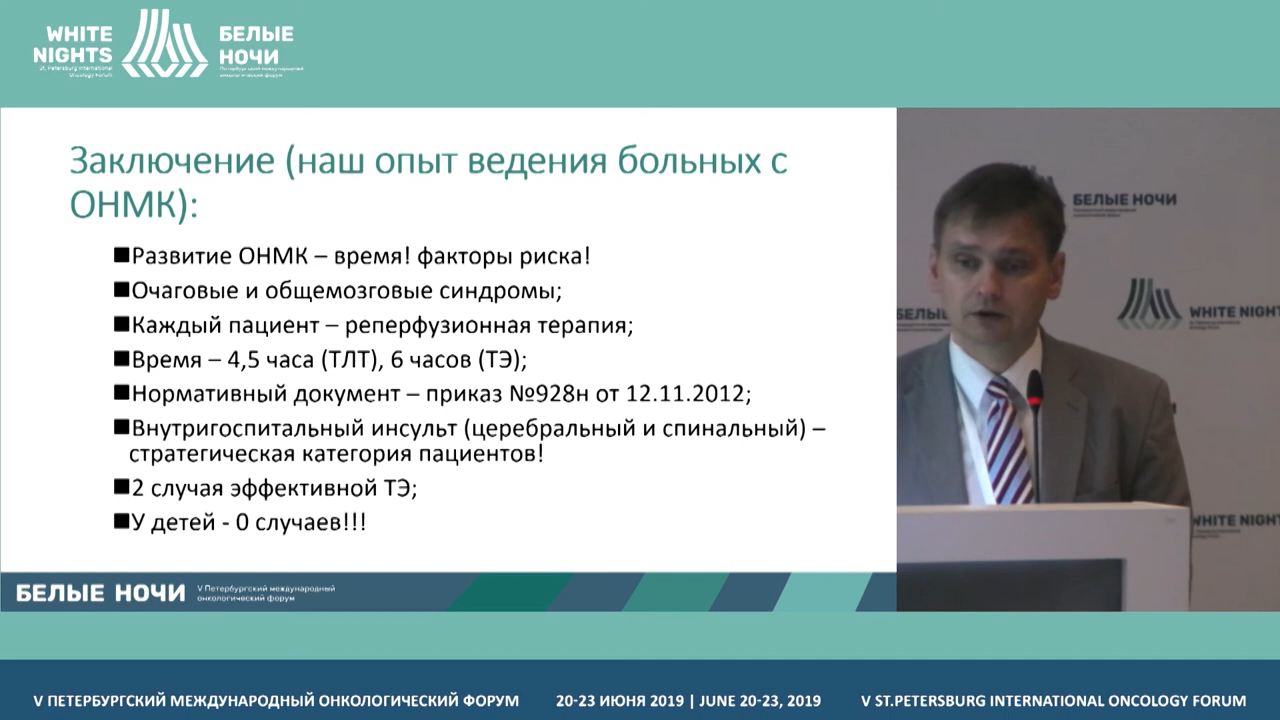 WHITE
NIGHTS
St. Petersburg International
Oncology Forum
БЕЛЫЕ
НОЧИ
Петербургский международный
онкологический форум
Заключение (наш опыт ведения больных с
ОНМК):
Развитие ОНМК – время! факторы риска!
Очаговые и общемозговые синдромы;
Каждый пациент – реперфузионная терапия;
Время – 4,5 часа (ТЛТ), 6 часов (ТЭ);
Нормативный документ – приказ №928н от 12.11.2012;
Внутригоспитальный инсульт (церебральный и спинальный) –
стратегическая категория пациентов!
2 случая эффективной ТЭ;
У детей - 0 случаев!!!
БЕЛЫЕ НОЧИ
V Петербургский международный
онкологический форум
БЕЛЫЕ НОЧИ
БЕЛЫ
WHITE NIGHT
WHITE NIGHT
V ПЕТЕРБУРГСКИЙ МЕЖДУНАРОДНЫЙ ОНКОЛОГИЧЕСКИЙ ФОРУМ 20-23 ИЮНЯ 2019 | JUNE 20-23, 2019 V ST.PETERSBURG INTERNATIONAL ONCOLOGY FORUM